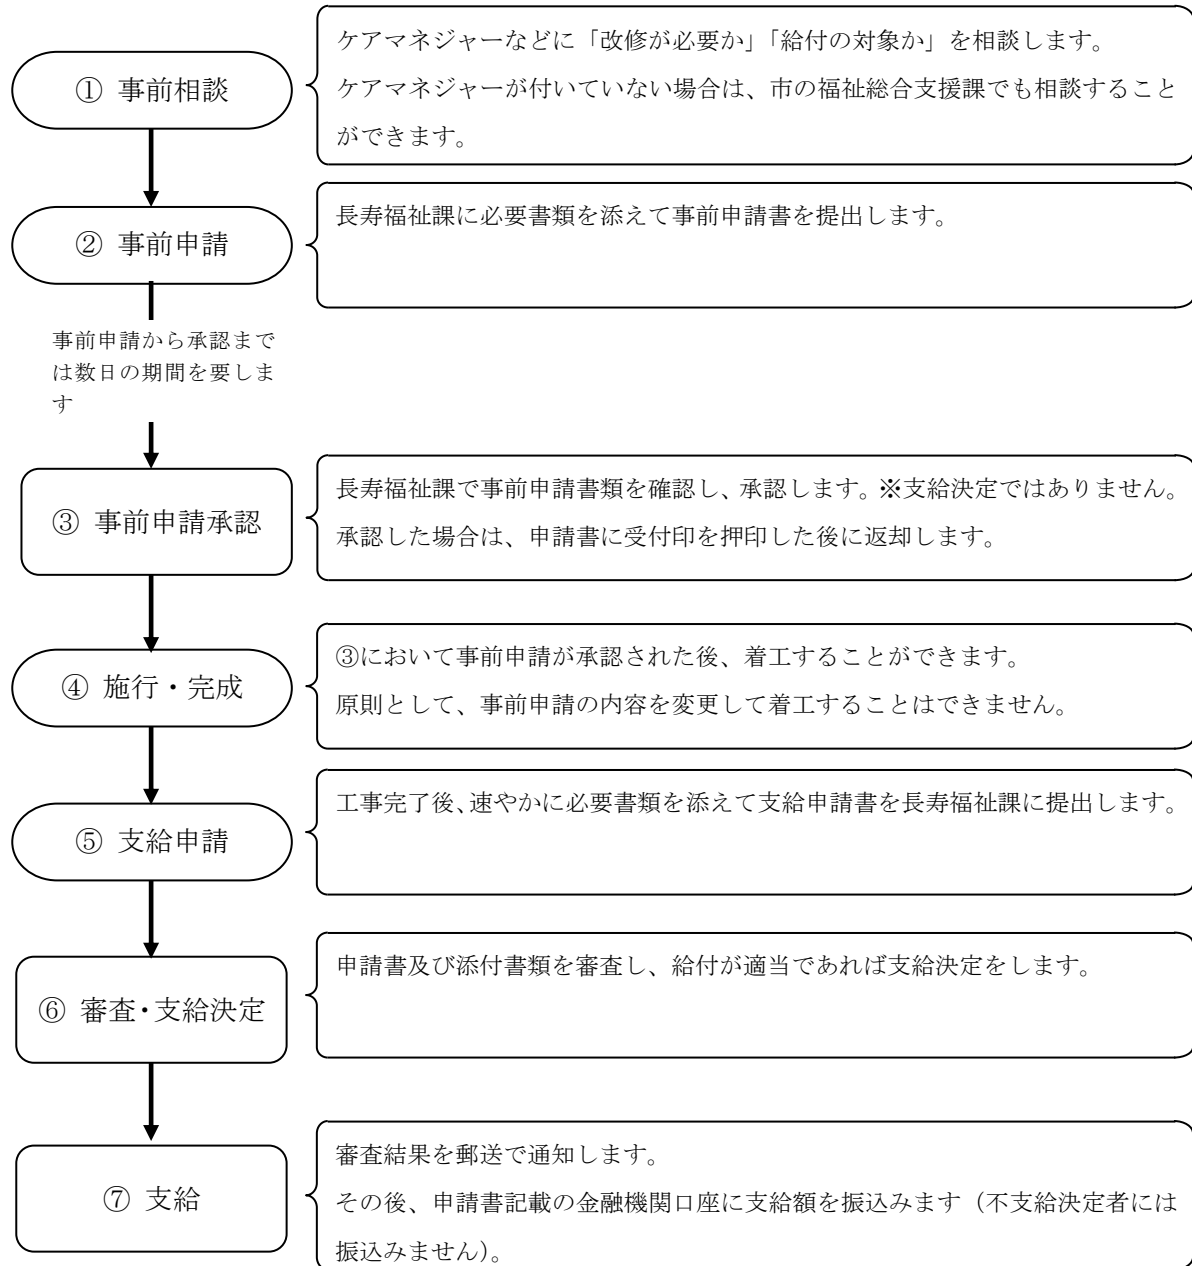 ① 事前相談
ケアマネジャーなどに「改修が必要か」「給付の対象か」を相談します。
ケアマネジャーが付いていない場合は、市の福祉総合支援課でも相談すること
ができます。
② 事前申請
長寿福祉課に必要書類を添えて事前申請書を提出します。
事前申請から承認まで
は数日の期間を要しま
す
③ 事前申請承認
長寿福祉課で事前申請書類を確認し、承認します。※支給決定ではありません。
承認した場合は、申請書に受付印を押印した後に返却します。
④ 施行・完成
③において事前申請が承認された後、着工することができます。
原則として、事前申請の内容を変更して着工することはできません。
⑤ 支給申請
工事完了後、速やかに必要書類を添えて支給申請書を長寿福祉課に提出します。
⑥ 審査・支給決定
申請書及び添付書類を審査し、給付が適当であれば支給決定をします。
⑦ 支給
審査結果を郵送で通知します。
その後、申請書記載の金融機関口座に支給額を振込みます（不支給決定者には
振込みません）。